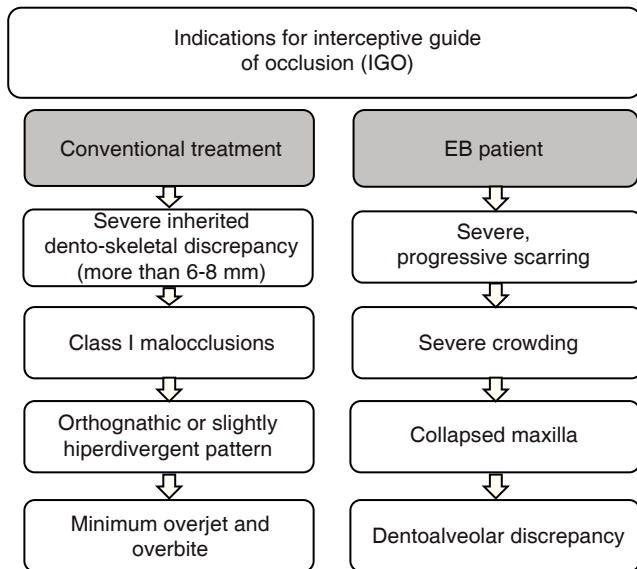 Indications for interceptive guide
of occlusion (IGO)
Conventional treatment
Severe inherited
dento-skeletal discrepancy
(more than 6-8 mm)
Class I malocclusions
Orthognathic or slightly
hiperdivergent pattern
Minimum overjet and
overbite
EB patient
Severe,
progressive scarring
Severe crowding
Collapsed maxilla
Dentoalveolar discrepancy